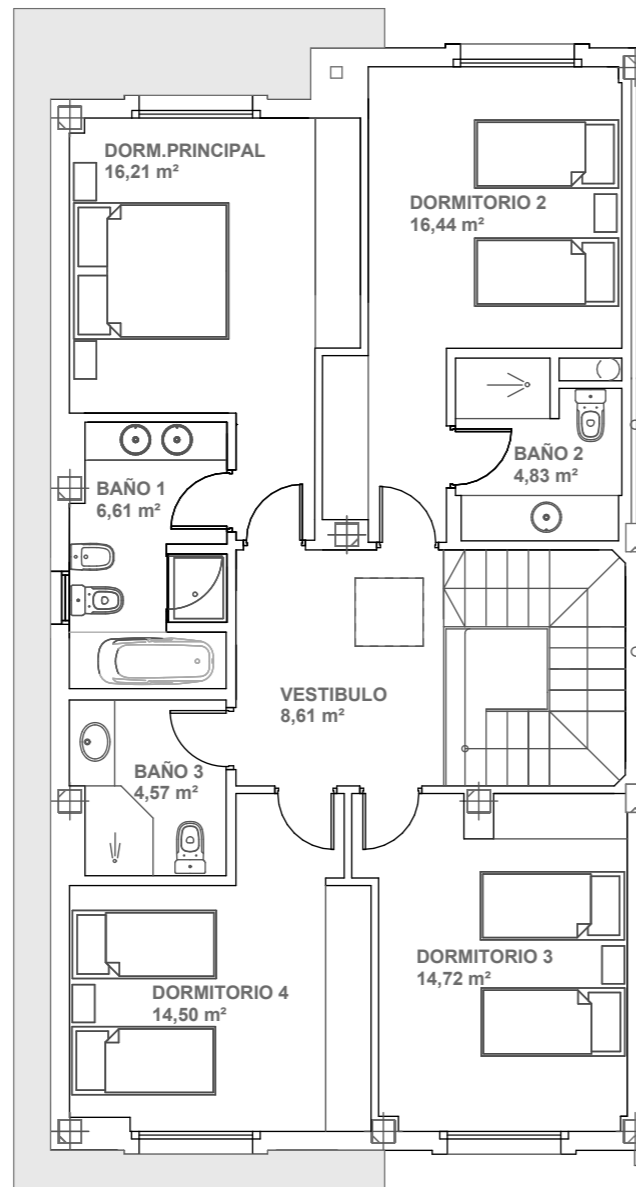 DORM.PRINCIPAL
16,21 m²
DORMITORIO 2
16,44 m²
BAÑO 1
6,61 m²
BAÑO 2
4,83 m²
VESTIBULO
8,61 m²
BAÑO 3
4,57 m²
DORMITORIO 3
14,72 m²
DORMITORIO 4
14,50 m²